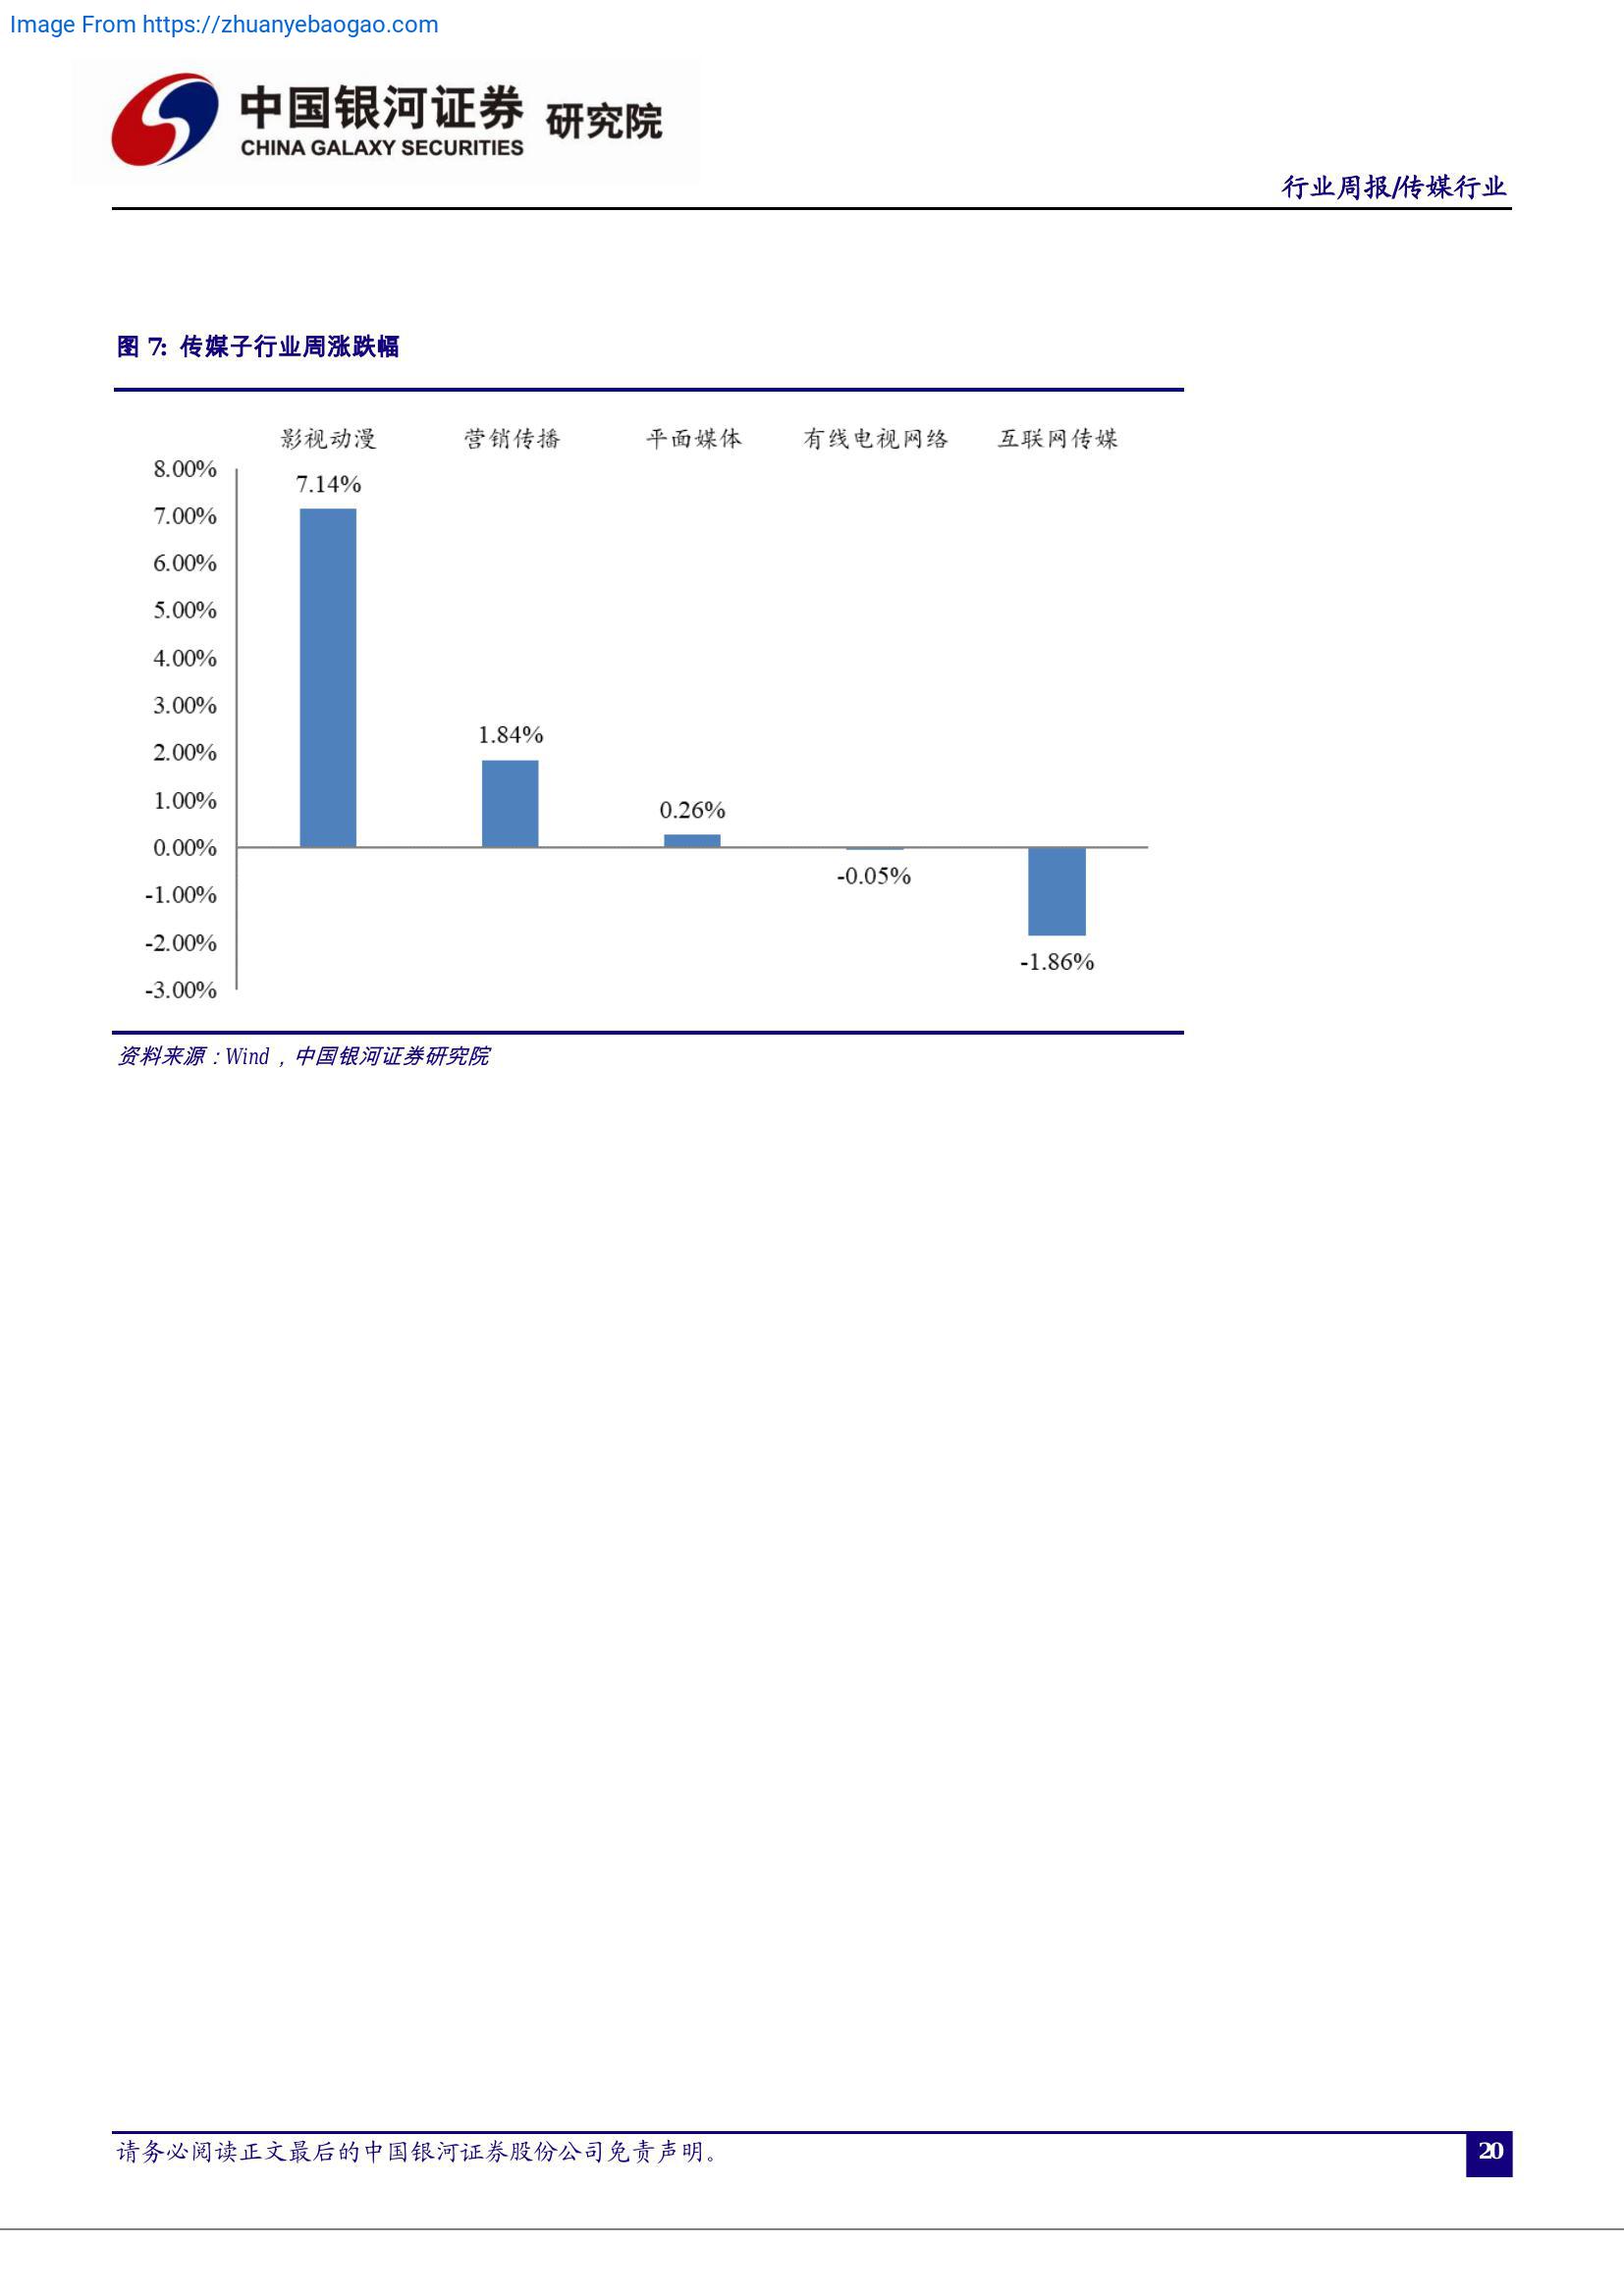 Image From https://zhuanyebaogao.com
中国银河证券 研究院
CHINA GALAXY SECURITIES
行业周报/传媒行业
图 7: 传媒子行业周涨跌幅
影视动漫 营销传播 平面媒体 有线电视网络 互联网传媒
8.00%
7.14%
7.00%
6.00%
5.00%
4.00%
3.00%
1.84%
2.00%
1.00%
0.26%
0.00%
-0.05%
-1.00%
-2.00%
-1.86%
-3.00%
资料来源：Wind，中国银河证券研究院
请务必阅读正文最后的中国银河证券股份公司免责声明。
20